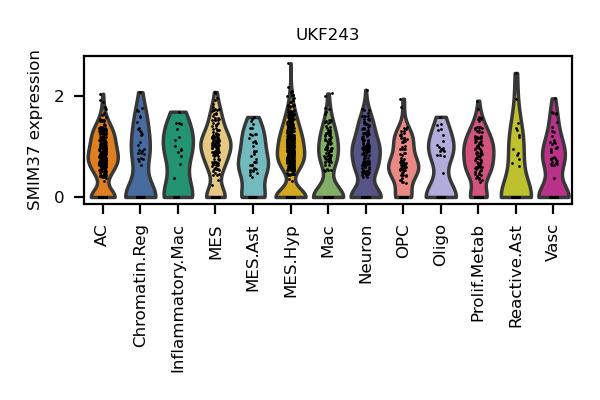 UKF243
SMIM37 expression
2
0
AC
Chromatin.Reg
Inflammatory.Mac
MES
MES.Ast
MES.Hyp
Mac
Neuron
OPC
Oligo
Prolif.Metab
Reactive.Ast
Vasc